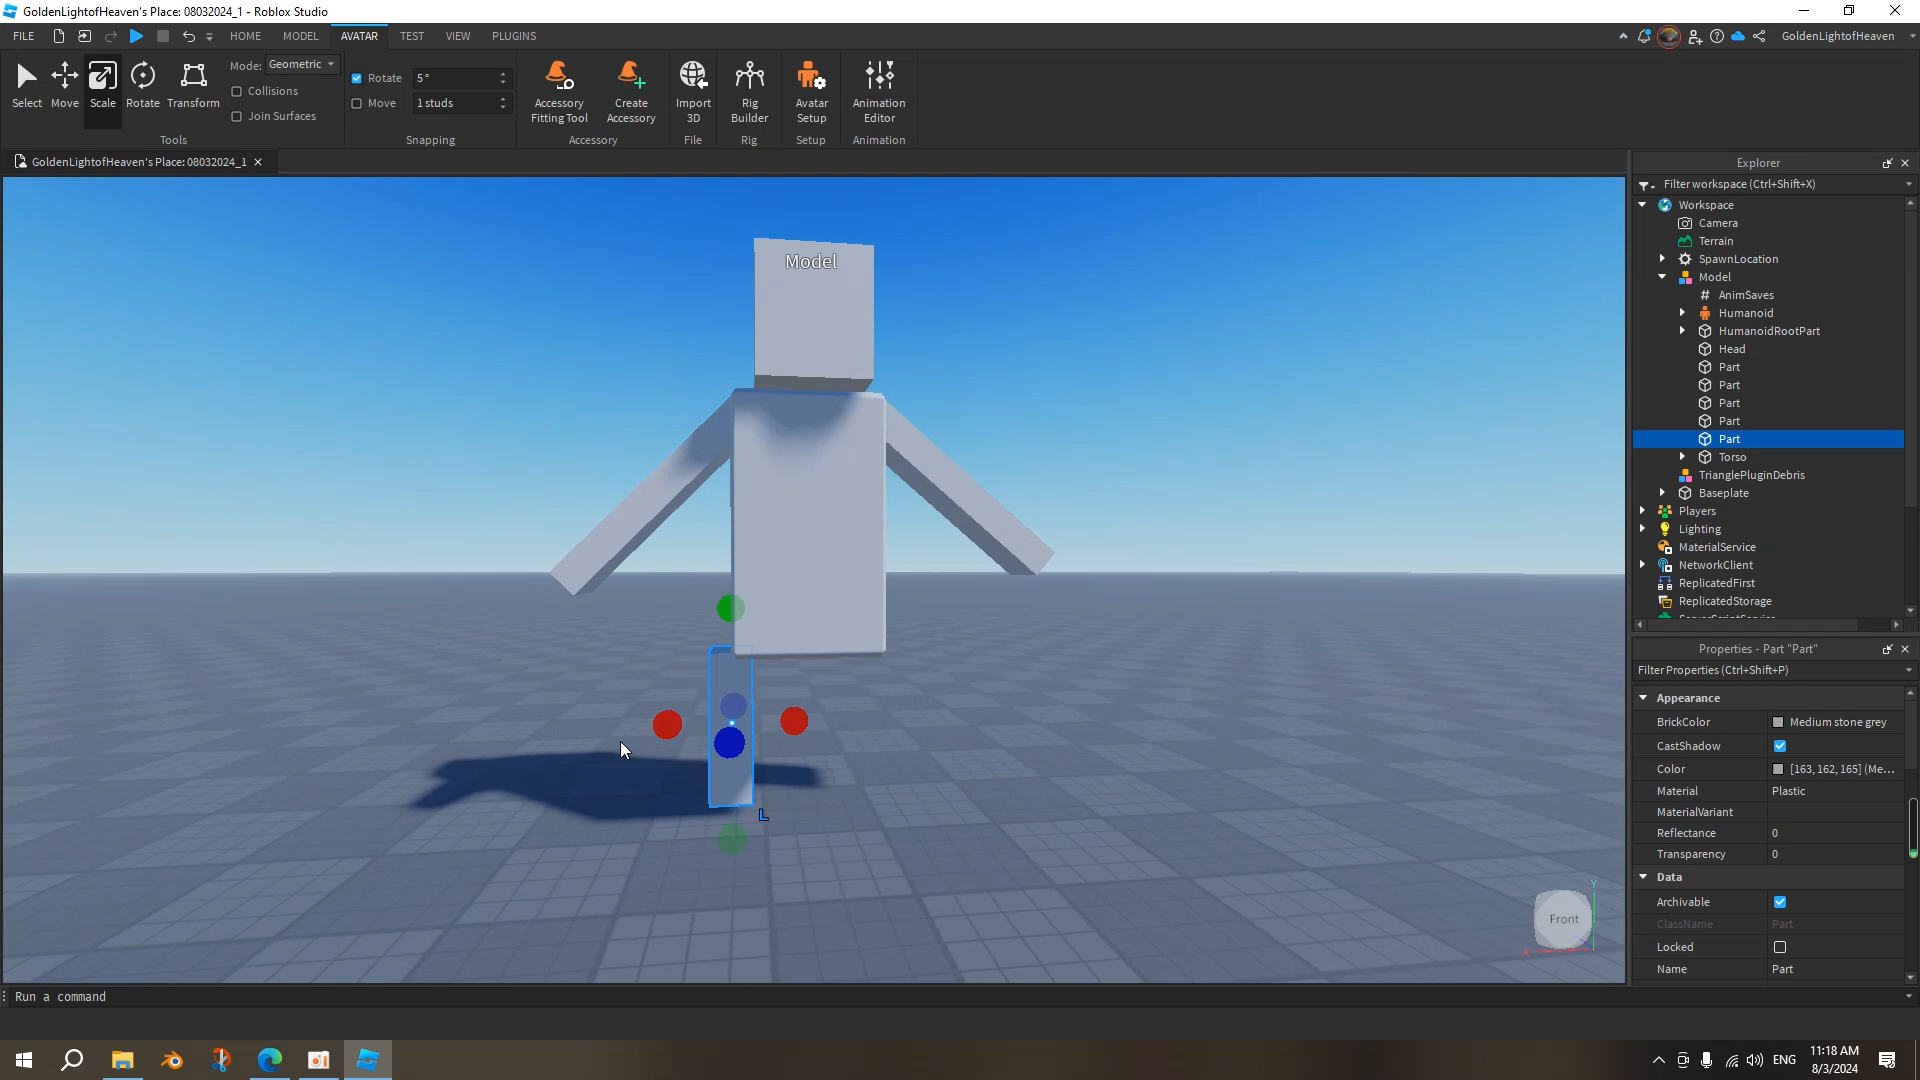 GoldenLightofHeaven's Place: 08032024_1 - Roblox Studio
FILE HOME MODEL AVATAR TEST VIEW PLUGINS GoldenLightofHeaven
Select Move Scale Rotate Transform
Mode: Geometric
Collisions
Join Surfaces
Tools
Rotate 5°
Move 1 studs
Snapping
Accessory Fitting Tool
Create Accessory
Accessory
Import 3D
File
Rig Builder
Rig
Avatar Setup
Setup
Animation Editor
Animation
GoldenLightofHeaven's Place: 08032024_1
Model
L
Front
Y
X
Explorer
Filter workspace (Ctrl+Shift+X)
Workspace
Camera
Terrain
SpawnLocation
Model
AnimSaves
Humanoid
HumanoidRootPart
Head
Part
Part
Part
Part
Part
Torso
TrianglePluginDebris
Baseplate
Players
Lighting
MaterialService
NetworkClient
ReplicatedFirst
ReplicatedStorage
Properties - Part "Part"
Filter Properties (Ctrl+Shift+P)
Appearance
BrickColor Medium stone grey
CastShadow
Color [163, 162, 165] (Me...
Material Plastic
MaterialVariant
Reflectance 0
Transparency 0
Data
Archivable
ClassName Part
Locked
Name Part
Run a command
ENG
11:18 AM
8/3/2024